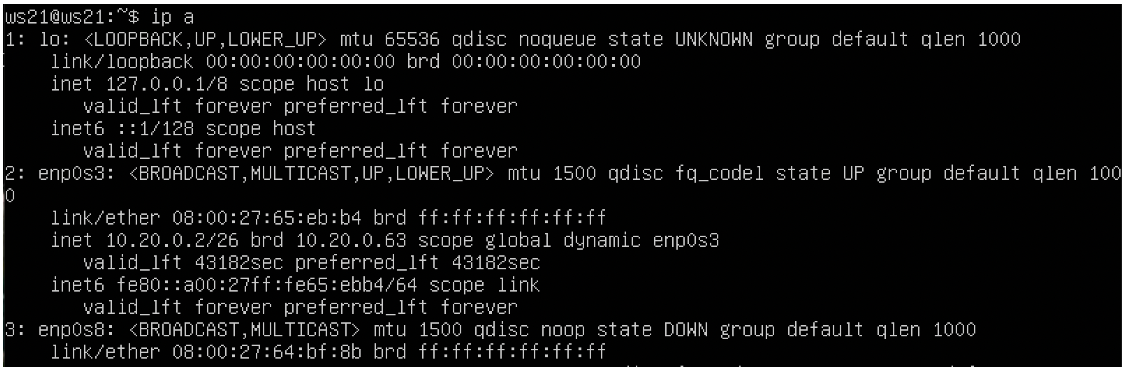 ws21@ws21:~$ ip a
1: lo: <LOOPBACK,UP,LOWER_UP> mtu 65536 qdisc noqueue state UNKNOWN group default qlen 1000
    link/loopback 00:00:00:00:00:00 brd 00:00:00:00:00:00
    inet 127.0.0.1/8 scope host lo
       valid_lft forever preferred_lft forever
    inet6 ::1/128 scope host
       valid_lft forever preferred_lft forever
2: enp0s3: <BROADCAST,MULTICAST,UP,LOWER_UP> mtu 1500 qdisc fq_codel state UP group default qlen 100
0
    link/ether 08:00:27:65:eb:b4 brd ff:ff:ff:ff:ff:ff
    inet 10.20.0.2/26 brd 10.20.0.63 scope global dynamic enp0s3
       valid_lft 43182sec preferred_lft 43182sec
    inet6 fe80::a00:27ff:fe65:ebb4/64 scope link
       valid_lft forever preferred_lft forever
3: enp0s8: <BROADCAST,MULTICAST> mtu 1500 qdisc noop state DOWN group default qlen 1000
    link/ether 08:00:27:64:bf:8b brd ff:ff:ff:ff:ff:ff